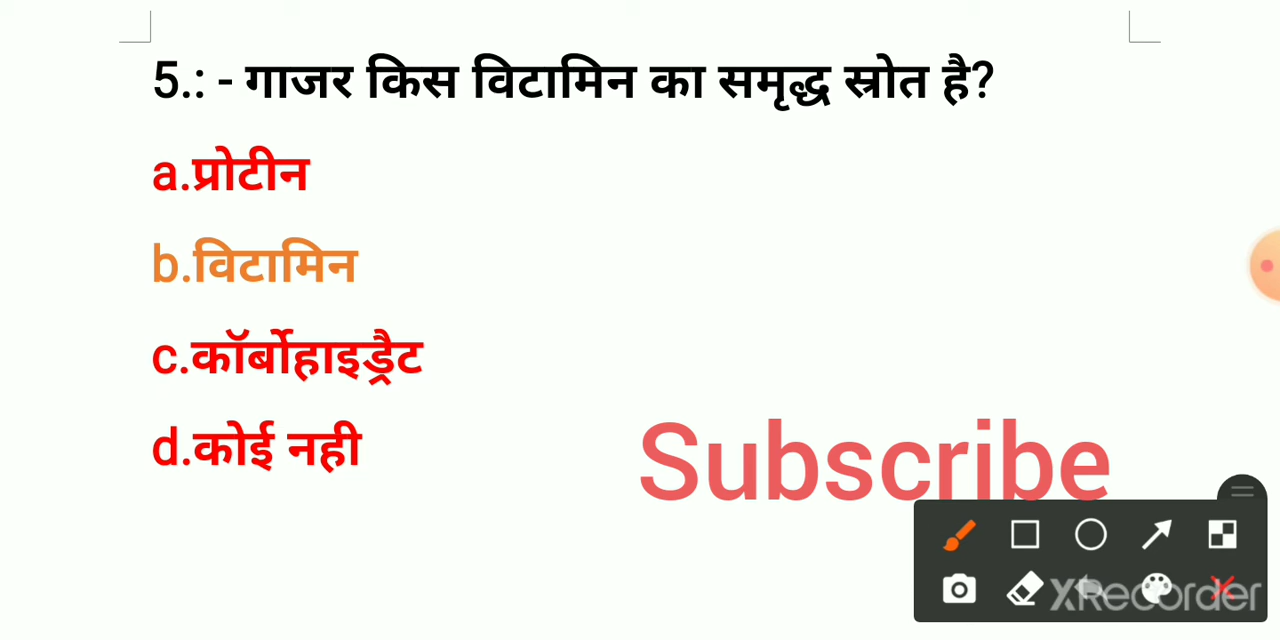 5.: - गाजर किस विटामिन का समृद्ध स्रोत है?
a.प्रोटीन
b.विटामिन
c.कॉर्बोहाइड्रैट
d.कोई नही
Subscribe
XRecorder